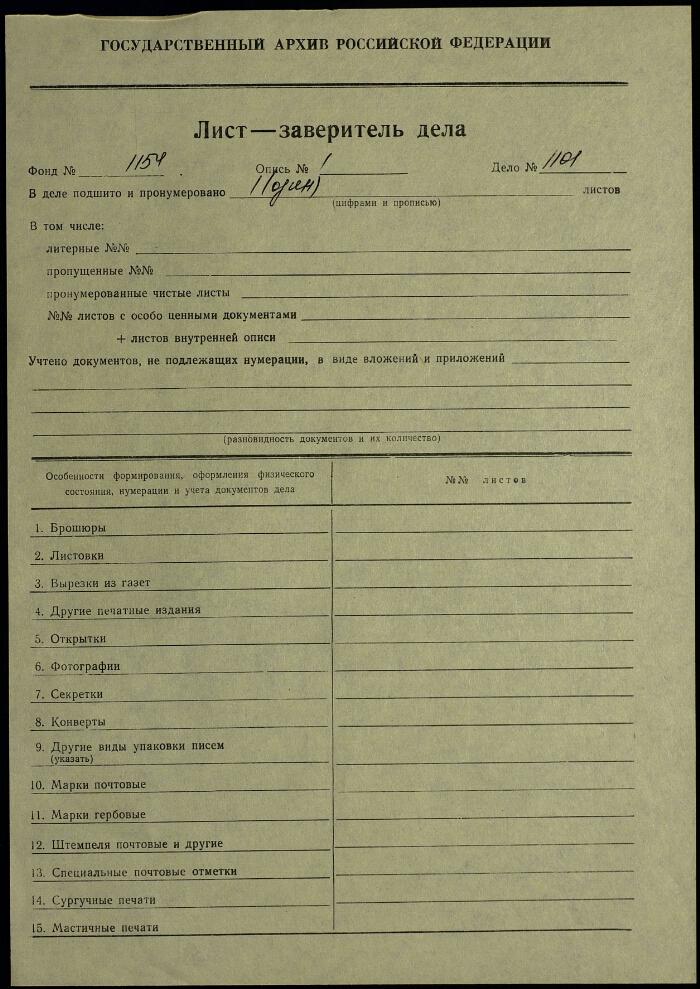 ГОСУДАРСТВЕННЫЙ АРХИВ РОССИЙСКОЙ ФЕДЕРАЦИИ
Лист—заверитель дела
Фонд № 1154 . Опись № 1 Дело № 1101
В деле подшито и пронумеровано 1 (один) листов
(цифрами и прописью)
В том числе:
литерные №№
пропущенные №№
пронумерованные чистые листы
№№ листов с особо ценными документами
+ листов внутренней описи
Учтено документов, не подлежащих нумерации, в виде вложений и приложений
(разновидность документов и их количество)
Особенности формирования, оформления физического №№ листов
состояния, нумерации и учета документов дела
1. Брошюры
2. Листовки
3. Вырезки из газет
4. Другие печатные издания
5. Открытки
6. Фотографии
7. Секретки
8. Конверты
9. Другие виды упаковки писем
(указать)
10. Марки почтовые
11. Марки гербовые
12. Штемпеля почтовые и другие
13. Специальные почтовые отметки
14. Сургучные печати
15. Мастичные печати